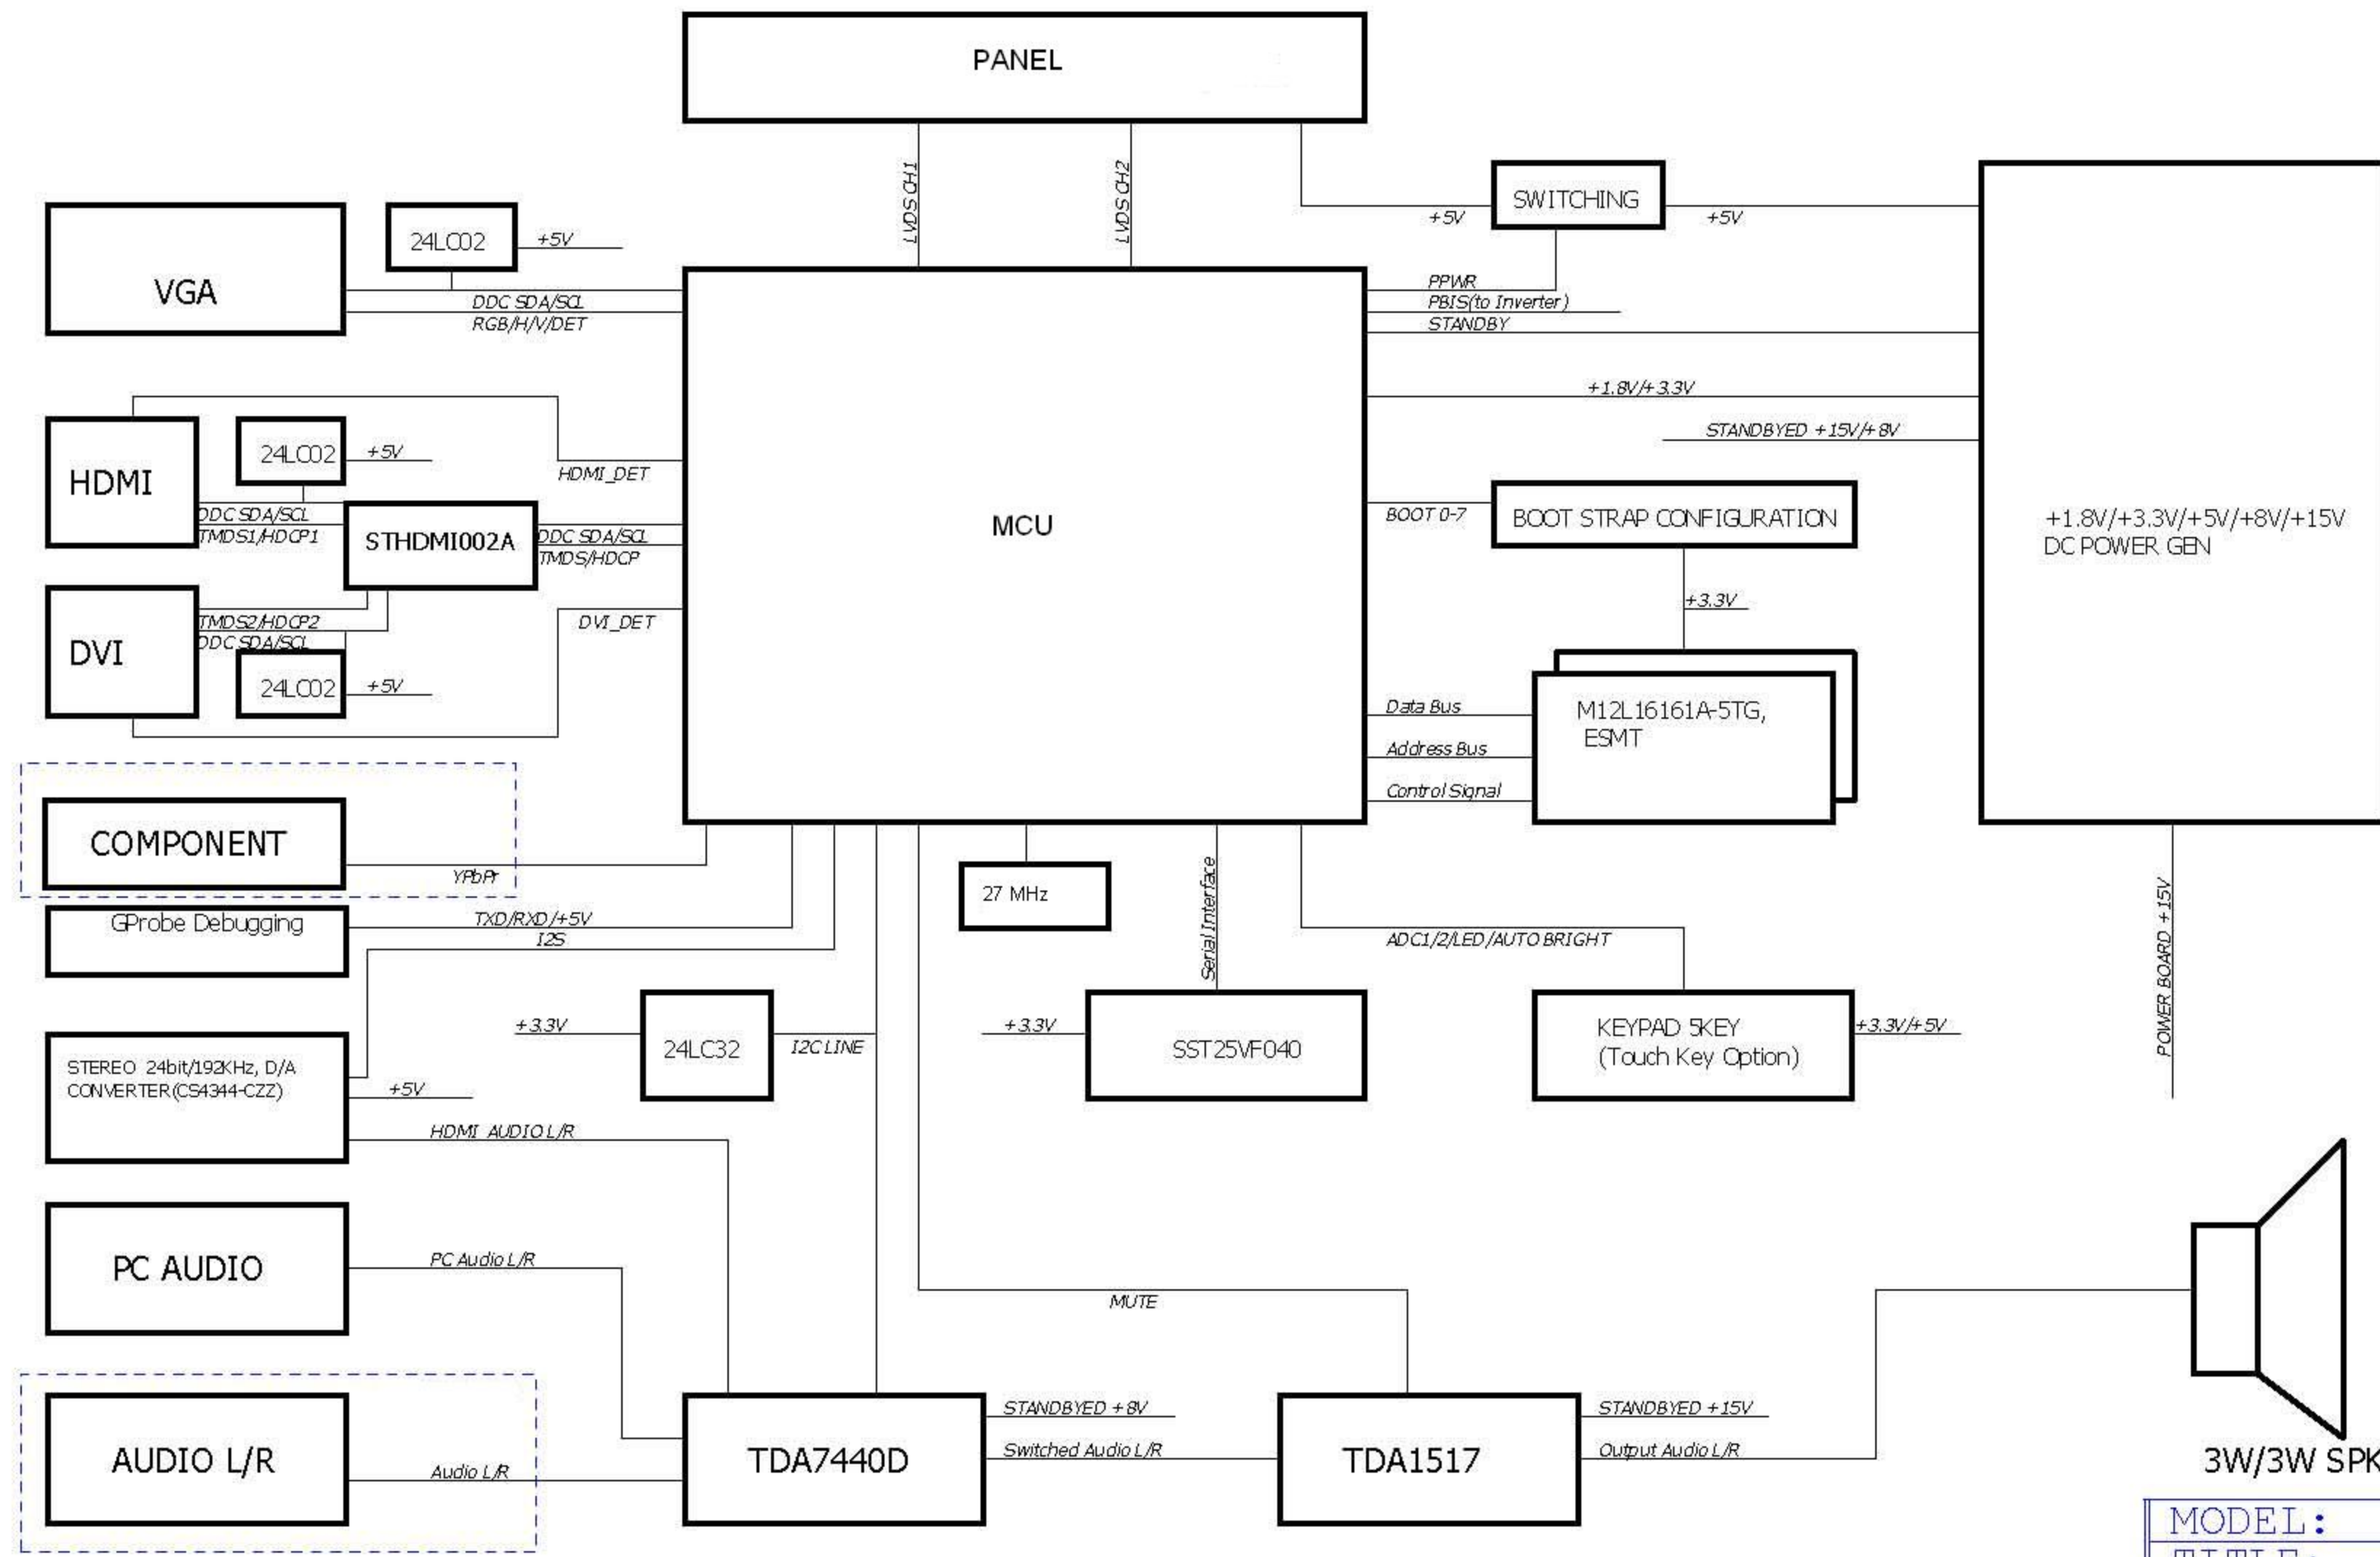 PANEL
LVDS CH1
LVDS CH2
SWITCHING
+5V
+5V
24LC02
+5V
VGA
DDC SDA/SCL
RGB/H/V/DET
PPWR
PBIS(to Inverter)
STANDBY
+1.8V/+3.3V
STANDBYED +15V/+8V
HDMI
24LC02
+5V
HDMI_DET
DDC SDA/SCL
TMDS1/HDCP1
STHDMI002A
DDC SDA/SCL
TMDS/HDCP
MCU
BOOT 0-7
BOOT STRAP CONFIGURATION
+1.8V/+3.3V/+5V/+8V/+15V
DC POWER GEN
+3.3V
DVI
TMDS2/HDCP2
DDC SDA/SCL
DVI_DET
24LC02
+5V
Data Bus
Address Bus
Control Signal
M12L16161A-5TG,
ESMT
COMPONENT
YPbPr
GProbe Debugging
TXD/RXD/+5V
I2S
27 MHz
Serial Interface
ADC1/2/LED/AUTO BRIGHT
POWER BOARD +15V
STEREO 24bit/192KHz, D/A
CONVERTER(CS4344-CZZ)
+5V
HDMI AUDIO L/R
+3.3V
24LC32
I2C LINE
+3.3V
SST25VF040
KEYPAD 5KEY
(Touch Key Option)
+3.3V/+5V
PC AUDIO
PC Audio L/R
MUTE
AUDIO L/R
Audio L/R
TDA7440D
STANDBYED +8V
Switched Audio L/R
TDA1517
STANDBYED +15V
Output Audio L/R
3W/3W SPK
MODEL:
TITLE: